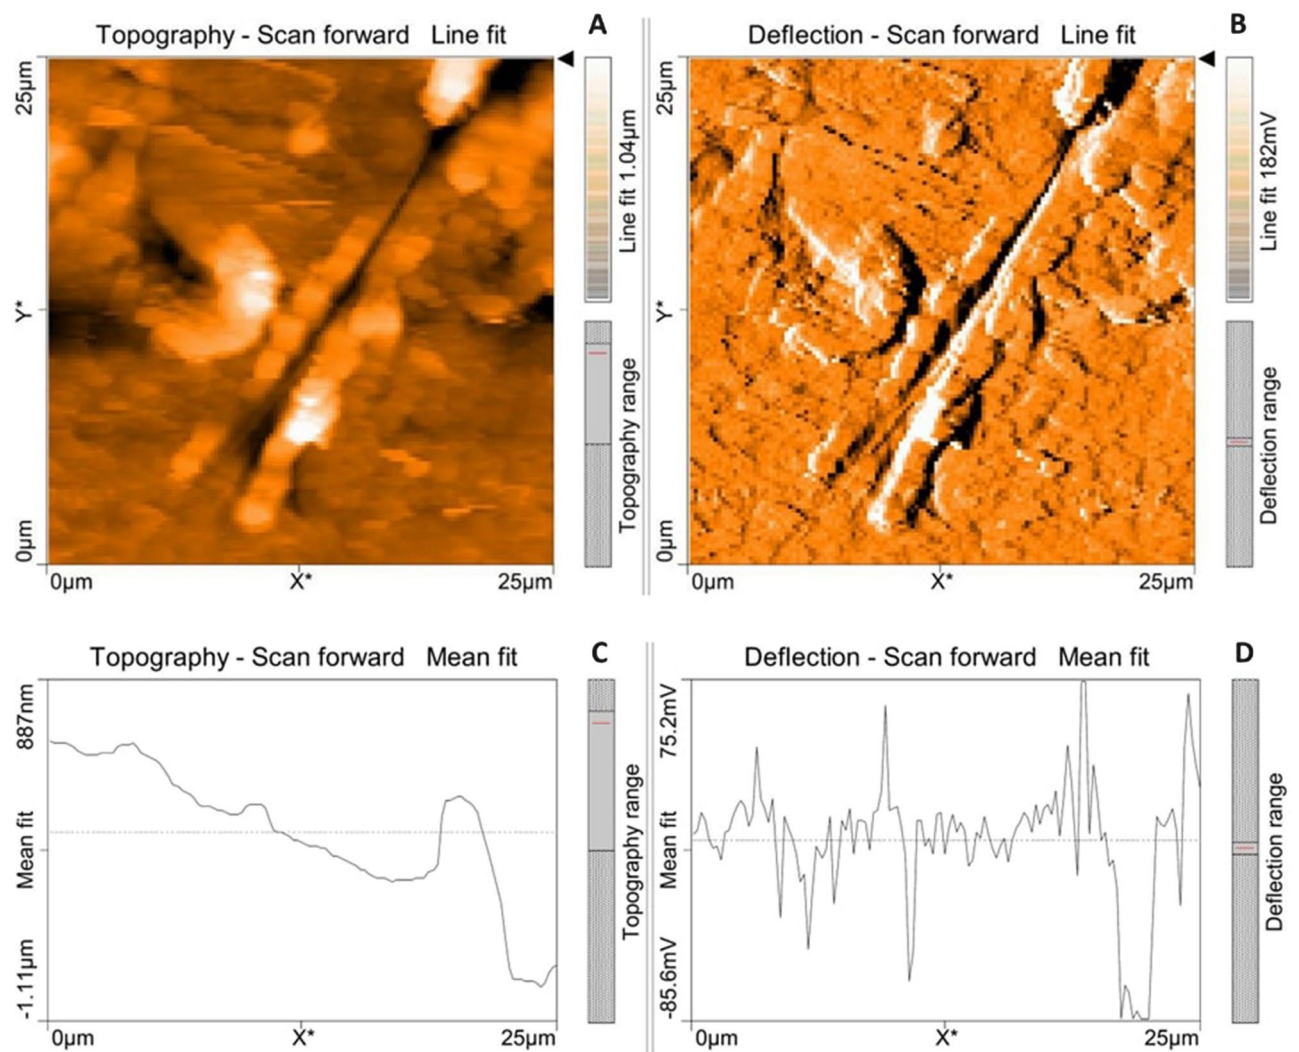 Topography - Scan forward Line fit A
25µm
Y*
0µm
0µm X* 25µm
Line fit 1.04µm
Topography range
Deflection - Scan forward Line fit B
25µm
Y*
0µm
0µm X* 25µm
Line fit 182mV
Deflection range
Topography - Scan forward Mean fit C
887nm
Mean fit
-1.11µm
0µm X* 25µm
Topography range
Deflection - Scan forward Mean fit D
75.2mV
Mean fit
-85.6mV
0µm X* 25µm
Deflection range